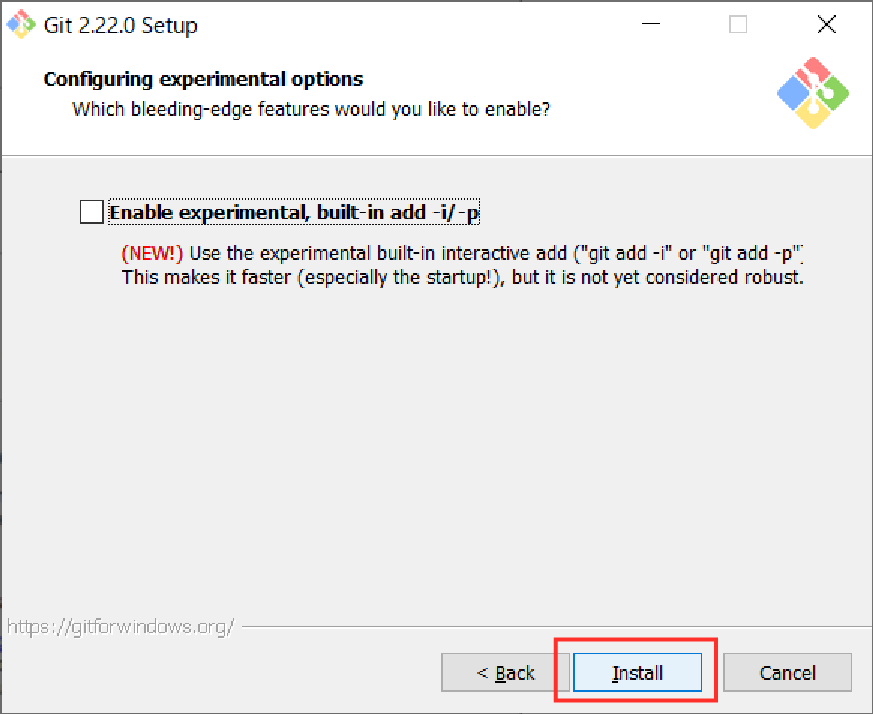 Git 2.22.0 Setup
Configuring experimental options
Which bleeding-edge features would you like to enable?
Enable experimental, built-in add -i/-p
(NEW!) Use the experimental built-in interactive add ("git add -i" or "git add -p")
This makes it faster (especially the startup!), but it is not yet considered robust.
https://gitforwindows.org/
< Back
Install
Cancel